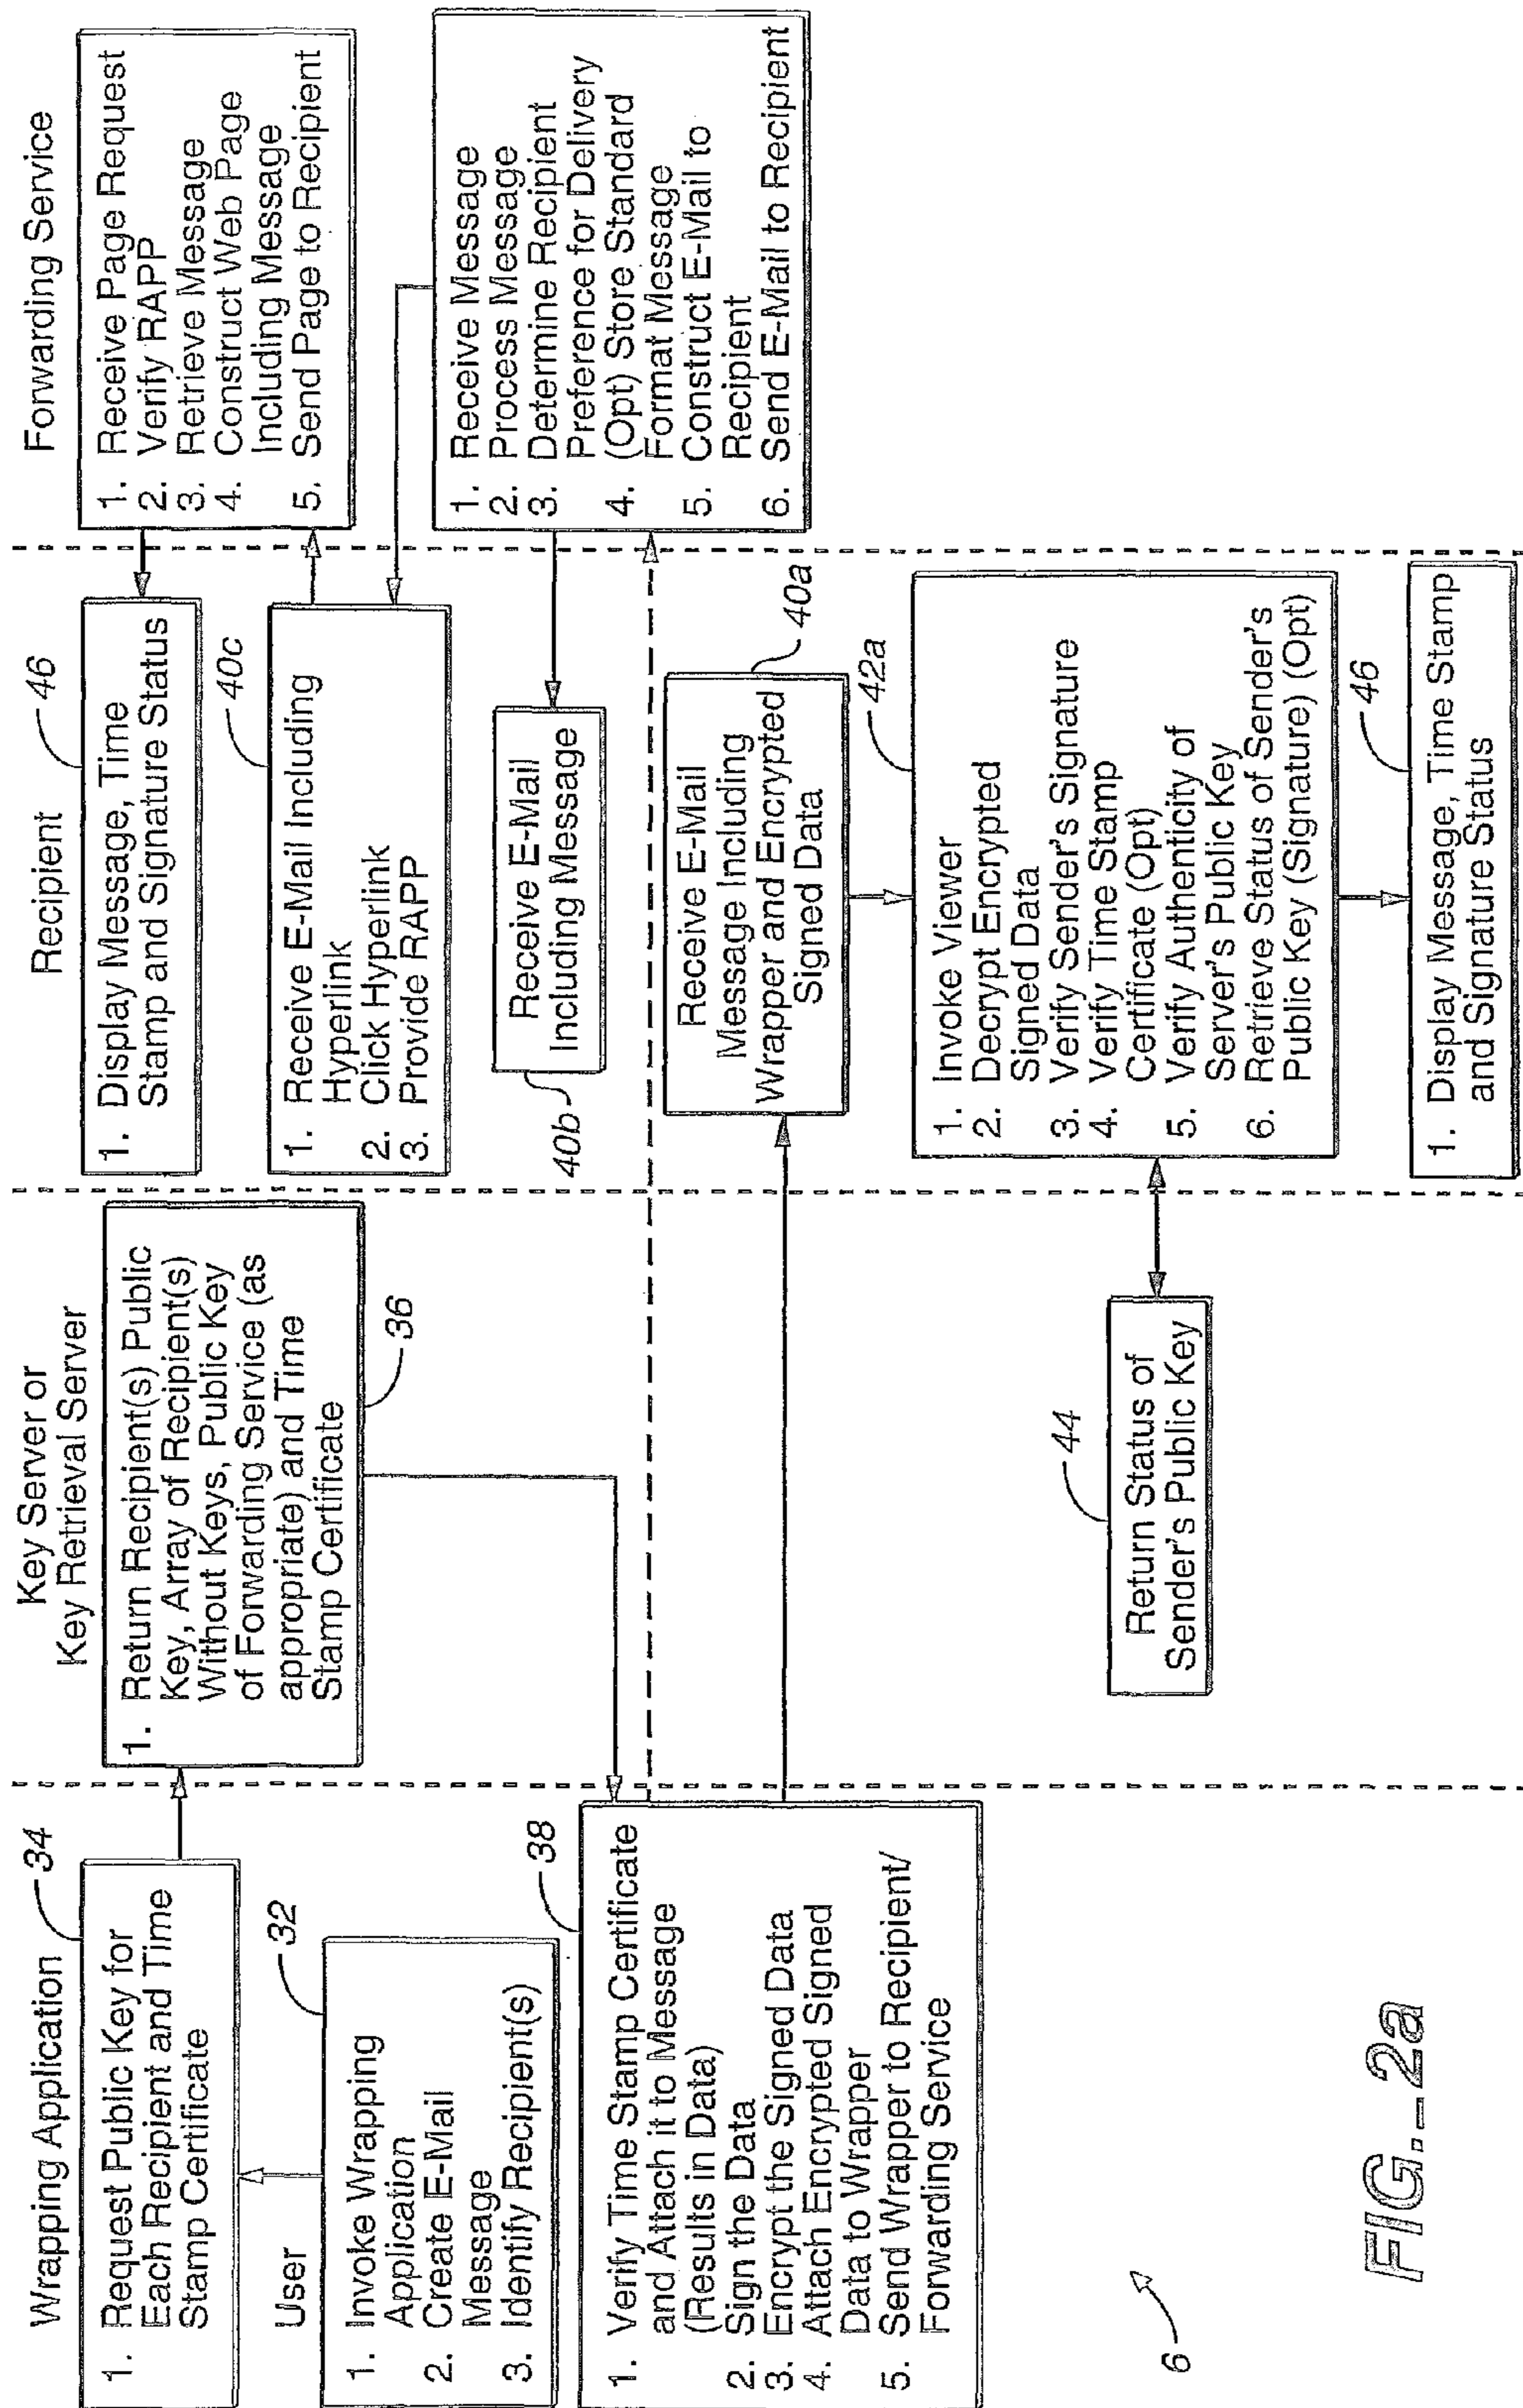 Wrapping Application
34
1. Request Public Key for
Each Recipient and Time
Stamp Certificate
User
32
1. Invoke Wrapping
Application
2. Create E-Mail
Message
3. Identify Recipient(s)
38
1. Verify Time Stamp Certificate
and Attach it to Message
(Results in Data)
2. Sign the Data
3. Encrypt the Signed Data
4. Attach Encrypted Signed
Data to Wrapper
5. Send Wrapper to Recipient/
Forwarding Service
Key Server or
Key Retrieval Server
1. Return Recipient(s) Public
Key, Array of Recipient(s)
Without Keys, Public Key
of Forwarding Service (as
appropriate) and Time
Stamp Certificate
36
44
Return Status of
Sender's Public Key
Recipient
46
1. Display Message, Time
Stamp and Signature Status
40c
1. Receive E-Mail Including
Hyperlink
2. Click Hyperlink
3. Provide RAPP
Receive E-Mail
Including Message
40b
Receive E-Mail
Message Including
Wrapper and Encrypted
Signed Data
40a
42a
1. Invoke Viewer
2. Decrypt Encrypted
Signed Data
3. Verify Sender's Signature
4. Verify Time Stamp
Certificate (Opt)
5. Verify Authenticity of
Server's Public Key
6. Retrieve Status of Sender's
Public Key (Signature) (Opt)
46
1. Display Message, Time Stamp
and Signature Status
Forwarding Service
1. Receive Page Request
2. Verify RAPP
3. Retrieve Message
4. Construct Web Page
Including Message
5. Send Page to Recipient
1. Receive Message
2. Process Message
3. Determine Recipient
Preference for Delivery
4. (Opt) Store Standard
Format Message
5. Construct E-Mail to
Recipient
6. Send E-Mail to Recipient
6
FIG._2a